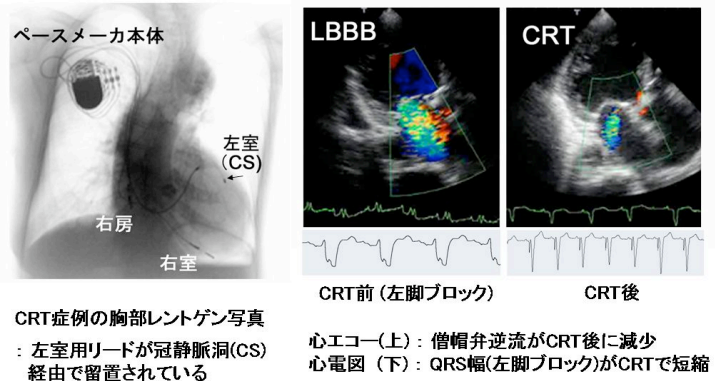 ペースメーカ本体
左室
(CS)
右房
右室
LBBB
CRT
CRT前 (左脚ブロック)
CRT後
CRT症例の胸部レントゲン写真
： 左室用リードが冠静脈洞(CS)
経由で留置されている
心エコー(上)： 僧帽弁逆流がCRT後に減少
心電図 （下）： QRS幅(左脚ブロック)がCRTで短縮